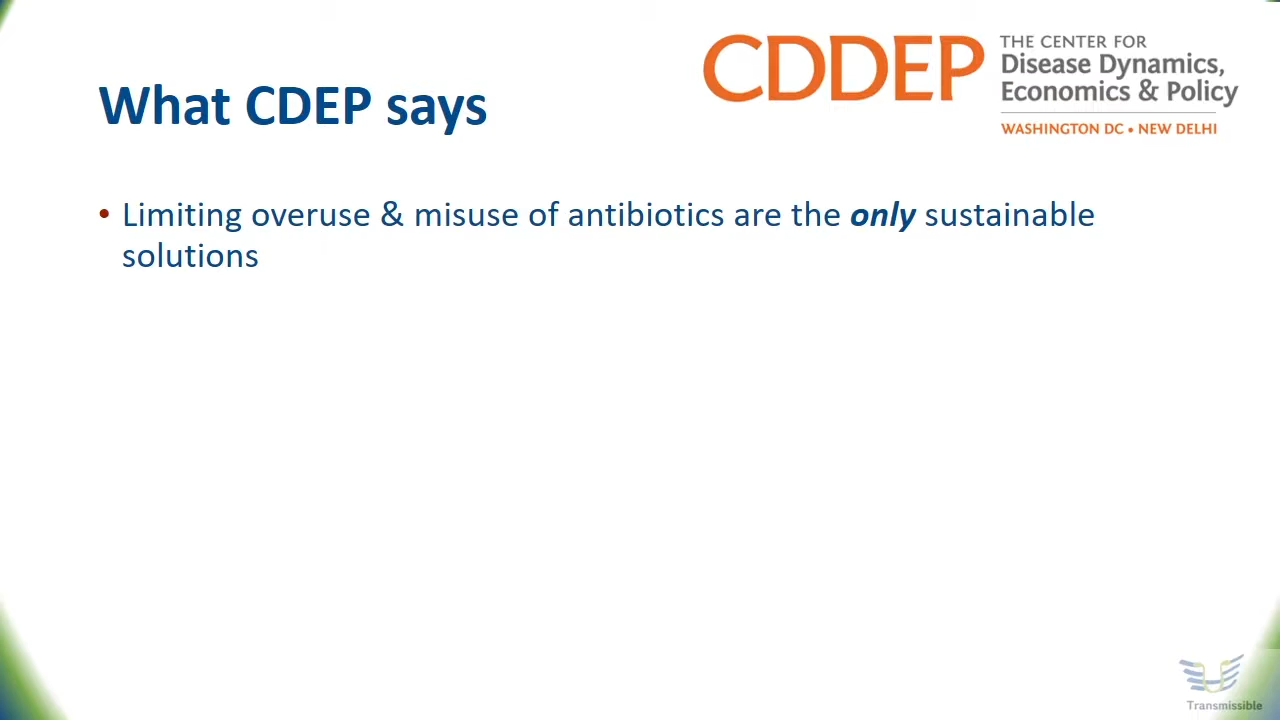 What CDEP says
CDDEP
THE CENTER FOR
Disease Dynamics,
Economics & Policy
WASHINGTON DC • NEW DELHI
• Limiting overuse & misuse of antibiotics are the only sustainable
solutions
Transmissible